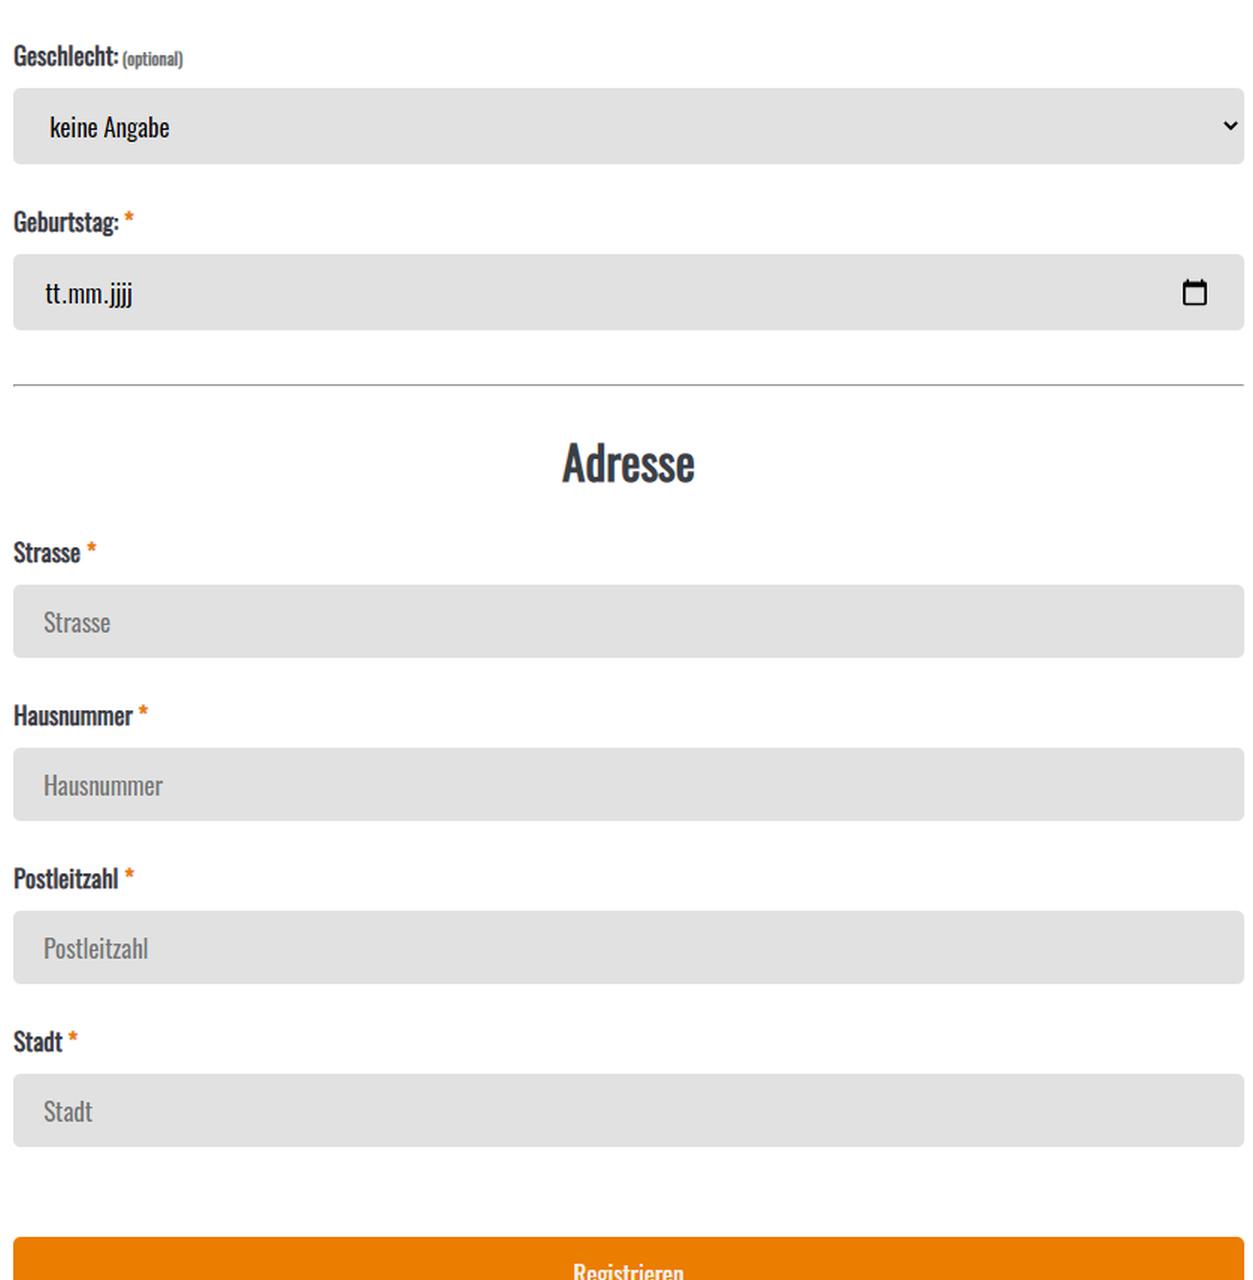 Geschlecht: (optional)
keine Angabe
Geburtstag: *
tt.mm.jjjj
Adresse
Strasse *
Strasse
Hausnummer *
Hausnummer
Postleitzahl *
Postleitzahl
Stadt *
Stadt
Registrieren